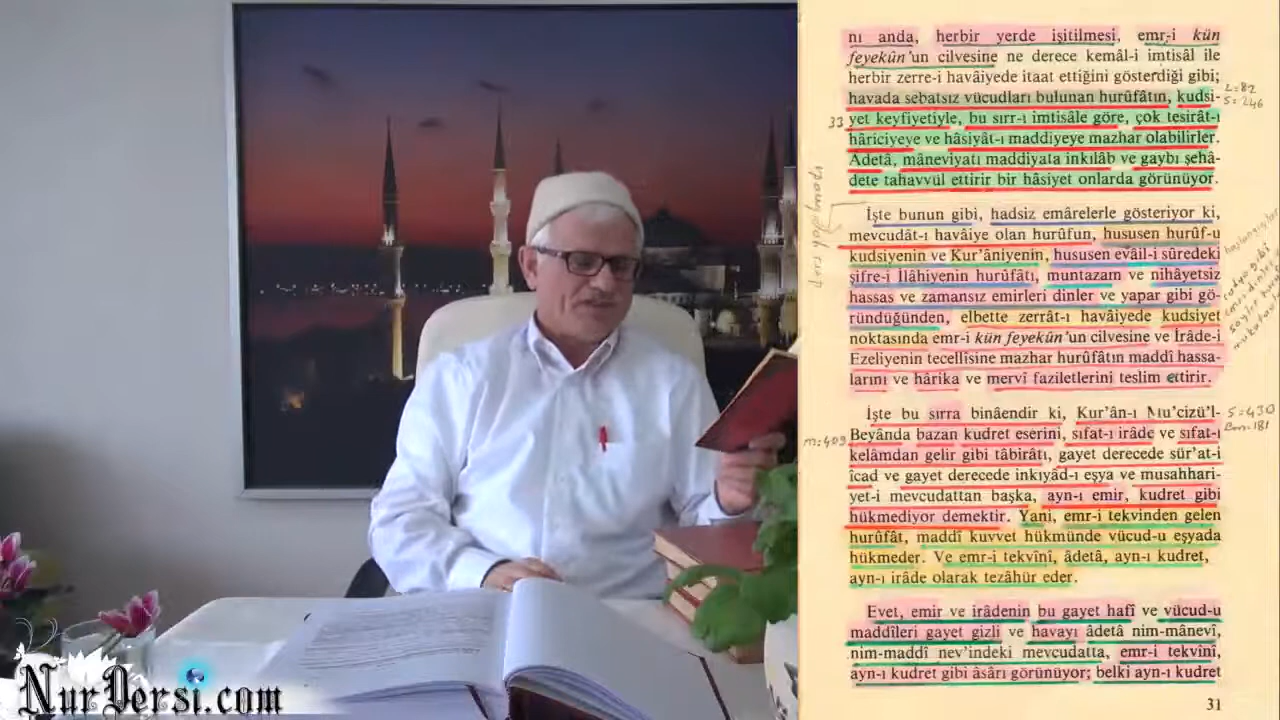 nı anda, herbir yerde işitilmesi, emr-i kün
feyekûn'un cilvesine ne derece kemâl-i imtisâl ile
herbir zerre-i havâiyede itaat ettiğini gösterdiği gibi;
havada sebatsız vücudları bulunan hurûfâtın, kudsi-
yet keyfiyetiyle, bu sırr-ı imtisâle göre, çok tesirât-ı
hâriciyeye ve hâsiyât-ı maddiyeye mazhar olabilirler.
Adetâ, mâneviyatı maddiyata inkılâb ve gaybı şehâ-
dete tahavvül ettirir bir hâsiyet onlarda görünüyor.
2=82
S=246
33
İşte bunun gibi, hadsiz emârelerle gösteriyor ki,
mevcudât-ı havâiye olan hurûfun, hususen hurûf-u
kudsiyenin ve Kur'âniyenin, hususen evâil-i sûredeki
şifre-i İlâhiyenin hurûfâtı, muntazam ve nihâyetsiz
hassas ve zamansız emirleri dinler ve yapar gibi gö-
ründüğünden, elbette zerrât-ı havâiyede kudsiyet
noktasında emr-i kün feyekûn'un cilvesine ve İrâde-i
Ezeliyenin tecellîsine mazhar hurûfâtın maddî hassa-
larını ve hârika ve mervî faziletlerini teslim ettirir.
İşte bu sırra binâendir ki, Kur'ân-ı Mu'cizü'l-
Beyânda bazan kudret eserini, sıfat-ı irâde ve sıfat-ı
kelâmdan gelir gibi tâbirâtı, gayet derecede sür'at-i
îcad ve gayet derecede inkıyâd-ı eşya ve musahhari-
yet-i mevcudattan başka, ayn-ı emir, kudret gibi
hükmediyor demektir. Yani, emr-i tekvinden gelen
hurûfât, maddî kuvvet hükmünde vücud-u eşyada
hükmeder. Ve emr-i tekvînî, âdetâ, ayn-ı kudret,
ayn-ı irâde olarak tezâhür eder.
S=430
m=409
Evet, emir ve irâdenin bu gayet hafî ve vücud-u
maddîleri gayet gizli ve havayı âdetâ nim-mânevî,
nim-maddî nev'indeki mevcudatta, emr-i tekvînî,
ayn-ı kudret gibi âsârı görünüyor; belki ayn-ı kudret
31
NurDersi.com